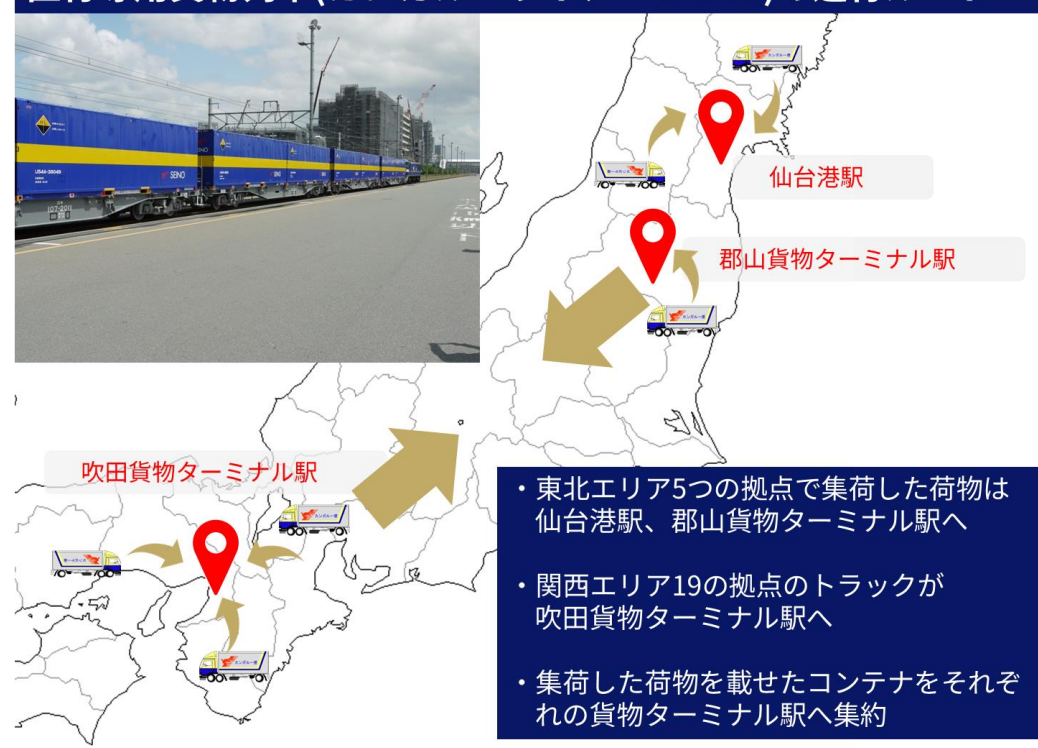 仙台港駅
郡山貨物ターミナル駅
吹田貨物ターミナル駅
・東北エリア5つの拠点で集荷した荷物は
仙台港駅、郡山貨物ターミナル駅へ
・関西エリア19の拠点のトラックが
吹田貨物ターミナル駅へ
・集荷した荷物を載せたコンテナをそれぞ
れの貨物ターミナル駅へ集約
SEINO